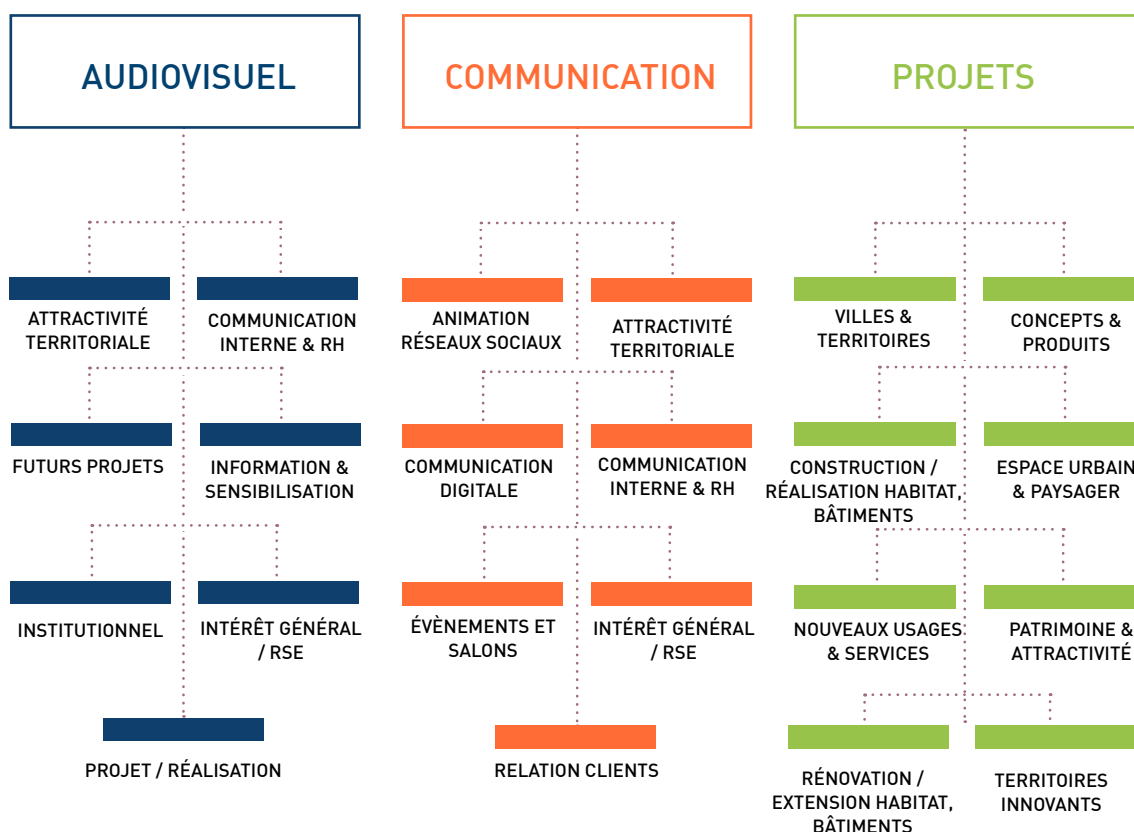 AUDIOVISUEL
ATTRACTIVITÉ
TERRITORIALE
COMMUNICATION
INTERNE & RH
FUTURS PROJETS
INFORMATION &
SENSIBILISATION
INSTITUTIONNEL
INTÉRÊT GÉNÉRAL
/ RSE
PROJET / RÉALISATION
COMMUNICATION
ANIMATION
RÉSEAUX SOCIAUX
ATTRACTIVITÉ
TERRITORIALE
COMMUNICATION
DIGITALE
COMMUNICATION
INTERNE & RH
ÉVÈNEMENTS ET
SALONS
INTÉRÊT GÉNÉRAL
/ RSE
RELATION CLIENTS
PROJETS
VILLES &
TERRITOIRES
CONCEPTS &
PRODUITS
CONSTRUCTION /
RÉALISATION HABITAT,
BÂTIMENTS
ESPACE URBAIN
& PAYSAGER
NOUVEAUX USAGES
& SERVICES
PATRIMOINE &
ATTRACTIVITÉ
RÉNOVATION /
EXTENSION HABITAT,
BÂTIMENTS
TERRITOIRES
INNOVANTS